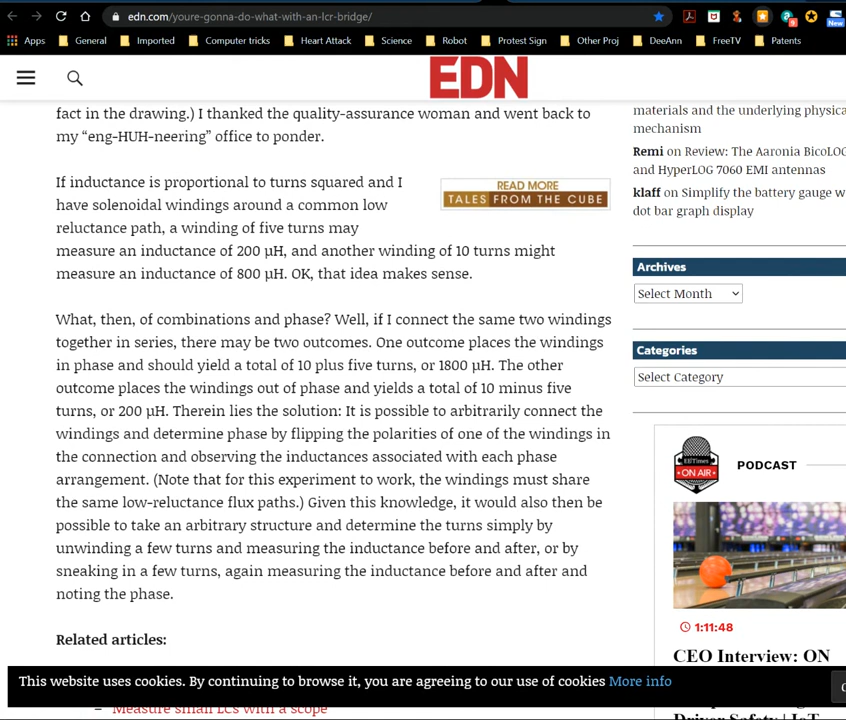 edn.com/youre-gonna-do-what-with-an-lcr-bridge/
9
New
Apps General Imported Computer tricks Heart Attack Science Robot Protest Sign Other Proj DeeAnn FreeTV Patents
EDN
fact in the drawing.) I thanked the quality-assurance woman and went back to
my “eng-HUH-neering” office to ponder.
If inductance is proportional to turns squared and I
have solenoidal windings around a common low
reluctance path, a winding of five turns may
measure an inductance of 200 μH, and another winding of 10 turns might
measure an inductance of 800 μH. OK, that idea makes sense.
READ MORE
TALES FROM THE CUBE
What, then, of combinations and phase? Well, if I connect the same two windings
together in series, there may be two outcomes. One outcome places the windings
in phase and should yield a total of 10 plus five turns, or 1800 μH. The other
outcome places the windings out of phase and yields a total of 10 minus five
turns, or 200 μH. Therein lies the solution: It is possible to arbitrarily connect the
windings and determine phase by flipping the polarities of one of the windings in
the connection and observing the inductances associated with each phase
arrangement. (Note that for this experiment to work, the windings must share
the same low-reluctance flux paths.) Given this knowledge, it would also then be
possible to take an arbitrary structure and determine the turns simply by
unwinding a few turns and measuring the inductance before and after, or by
sneaking in a few turns, again measuring the inductance before and after and
noting the phase.
Related articles:
– Measure small LCs with a scope
materials and the underlying physica
mechanism
Remi on Review: The Aaronia BicoLOG
and HyperLOG 7060 EMI antennas
klaff on Simplify the battery gauge w
dot bar graph display
Archives
Select Month
Categories
Select Category
EETimes
ON AIR
PODCAST
1:11:48
CEO Interview: ON
Driver Safety | IoT
This website uses cookies. By continuing to browse it, you are agreeing to our use of cookies More info